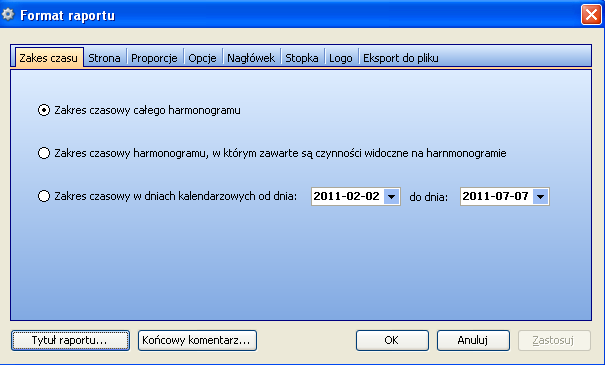 Format raportu
Zakes czasu Strona Proporcje Opcje Nagłówek Stopka Logo Eksport do pliku
Zakres czasowy całego harmonogramu
Zakres czasowy harmonogramu, w którym zawarte są czynności widoczne na harnmonogramie
Zakres czasowy w dniach kalendarzowych od dnia: 2011-02-02 do dnia: 2011-07-07
Tytuł raportu... Końcowy komentarz... OK Anuluj Zastosuj